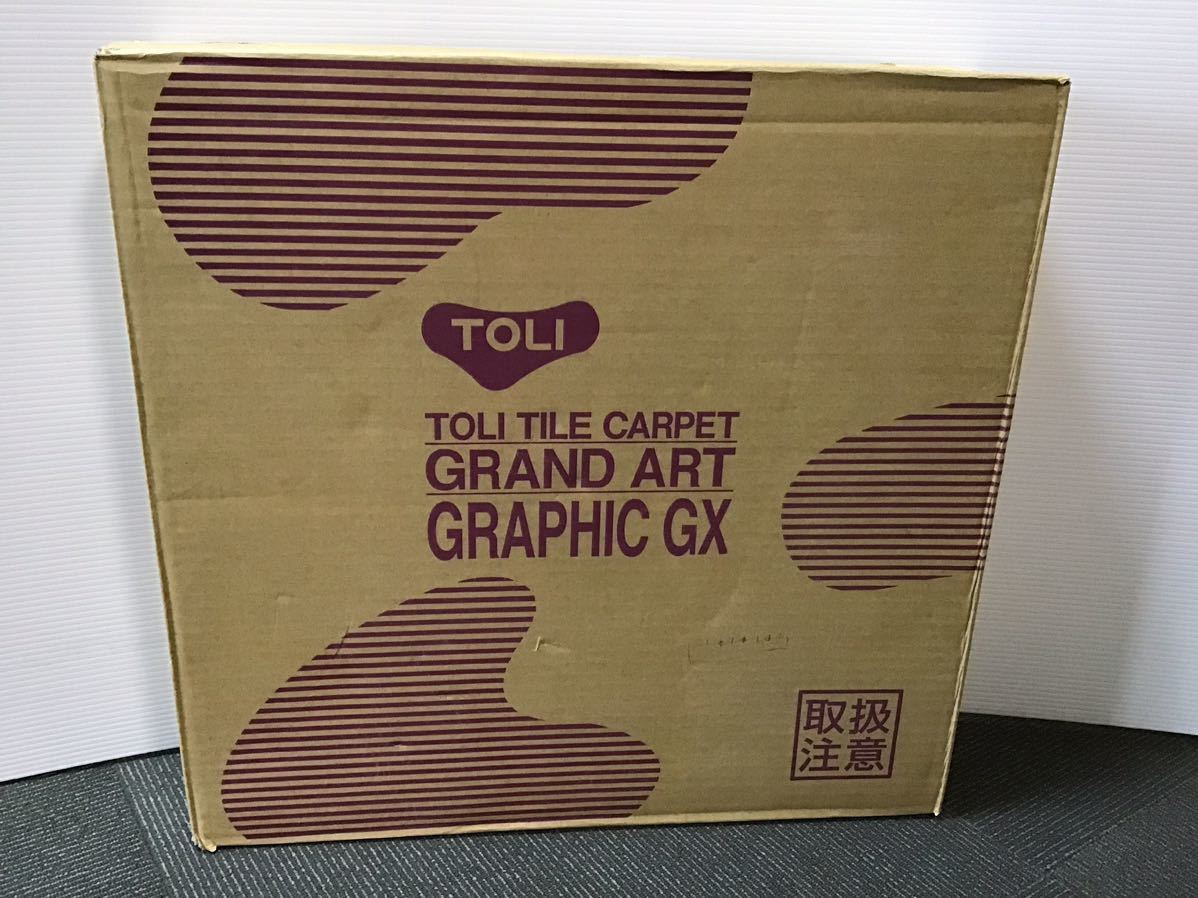 TOLI
TOLI TILE CARPET
GRAND ART
GRAPHIC GX
取扱
注意